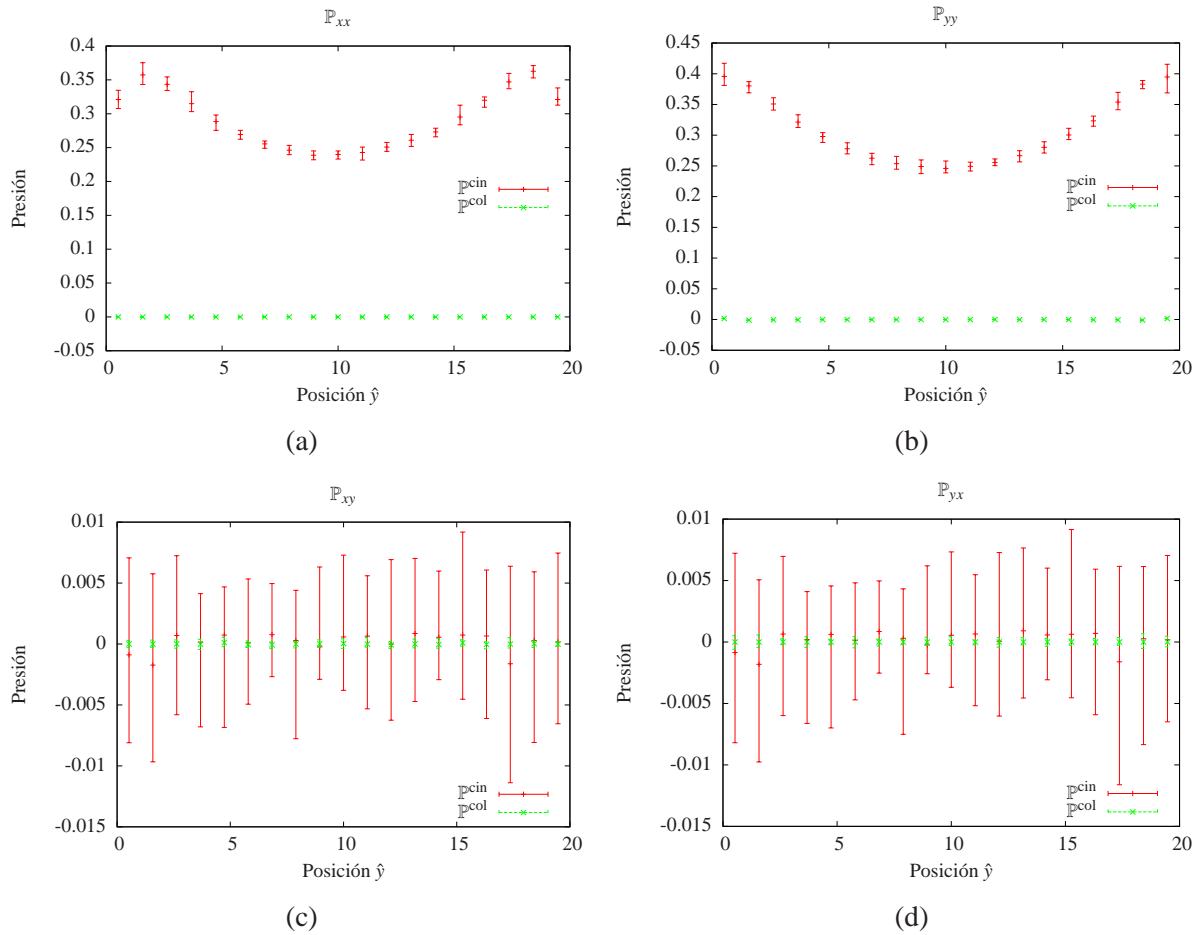 ℙxx
0.4
0.35
0.3
0.25
0.2
0.15
0.1
0.05
0
-0.05
Presión
ℙcin
ℙcol
0 5 10 15 20
Posición ŷ
(a)
ℙyy
0.45
0.4
0.35
0.3
0.25
0.2
0.15
0.1
0.05
0
-0.05
Presión
ℙcin
ℙcol
0 5 10 15 20
Posición ŷ
(b)
ℙxy
0.01
0.005
0
-0.005
-0.01
-0.015
Presión
ℙcin
ℙcol
0 5 10 15 20
Posición ŷ
(c)
ℙyx
0.01
0.005
0
-0.005
-0.01
-0.015
Presión
ℙcin
ℙcol
0 5 10 15 20
Posición ŷ
(d)